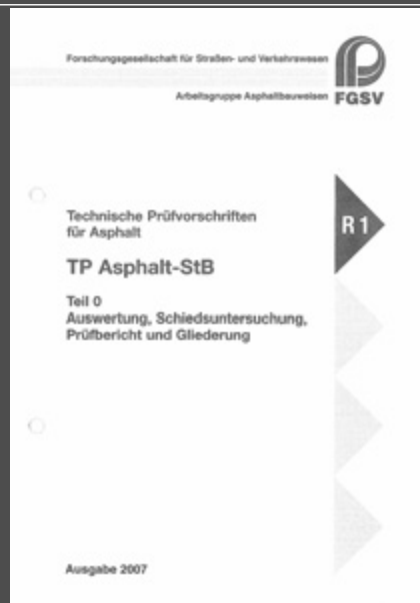 Forschungsgesellschaft für Straßen- und Verkehrswesen
Arbeitsgruppe Asphaltbauweisen
FGSV
R 1
Technische Prüfvorschriften
für Asphalt
TP Asphalt-StB
Teil 0
Auswertung, Schiedsuntersuchung,
Prüfbericht und Gliederung
Ausgabe 2007